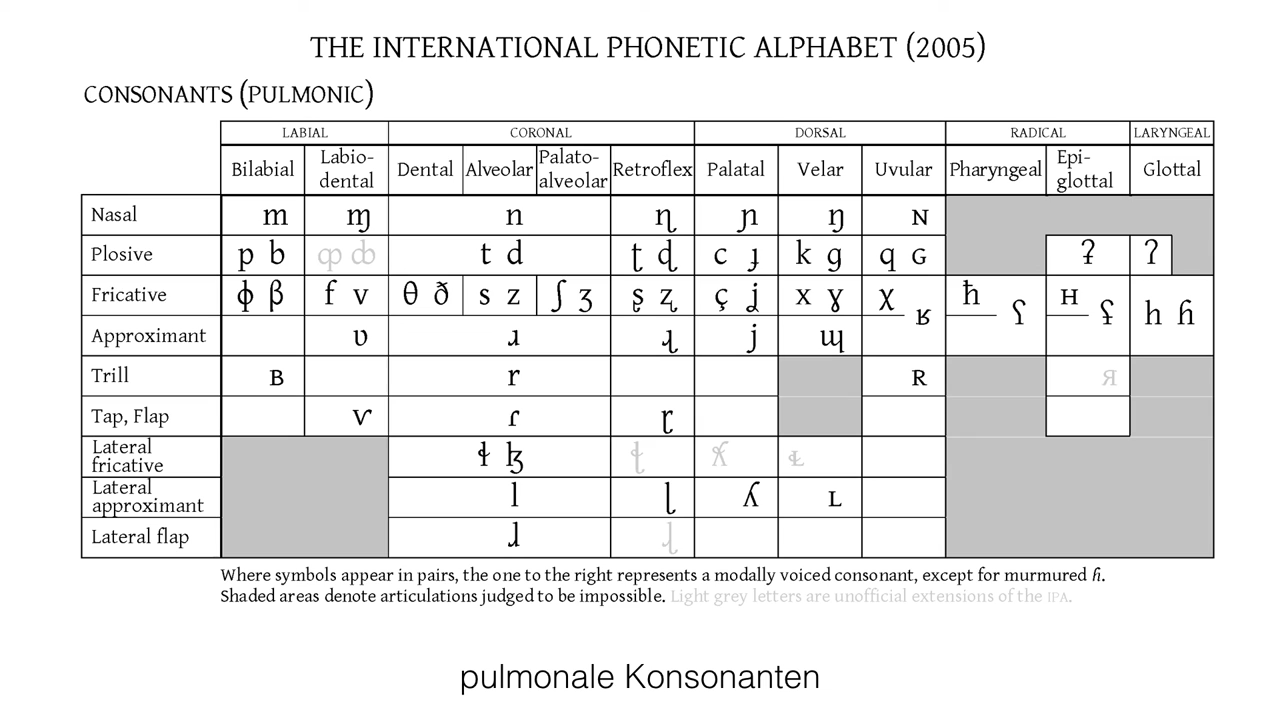 THE INTERNATIONAL PHONETIC ALPHABET (2005)
CONSONANTS (PULMONIC)
LABIAL CORONAL DORSAL RADICAL LARYNGEAL
Bilabial Labio-dental Dental Alveolar Palato-alveolar Retroflex Palatal Velar Uvular Pharyngeal Epi-glottal Glottal
Nasal m ɱ n ɳ ɲ ŋ ɴ
Plosive p b ȹ ȸ t d ʈ ɖ c ɟ k ɡ q ɢ ʡ ʔ
Fricative ɸ β f v θ ð s z ʃ ʒ ʂ ʐ ç ʝ x ɣ χ ʁ ħ ʕ ʜ ʢ h ɦ
Approximant ʋ ɹ ɻ j ɰ
Trill ʙ r ʀ ᴙ
Tap, Flap ⱱ ɾ ɽ
Lateral fricative ɬ ɮ
Lateral approximant l ɭ ʎ ʟ
Lateral flap ɺ
Where symbols appear in pairs, the one to the right represents a modally voiced consonant, except for murmured ɦ.
Shaded areas denote articulations judged to be impossible. Light grey letters are unofficial extensions of the IPA.
pulmonale Konsonanten